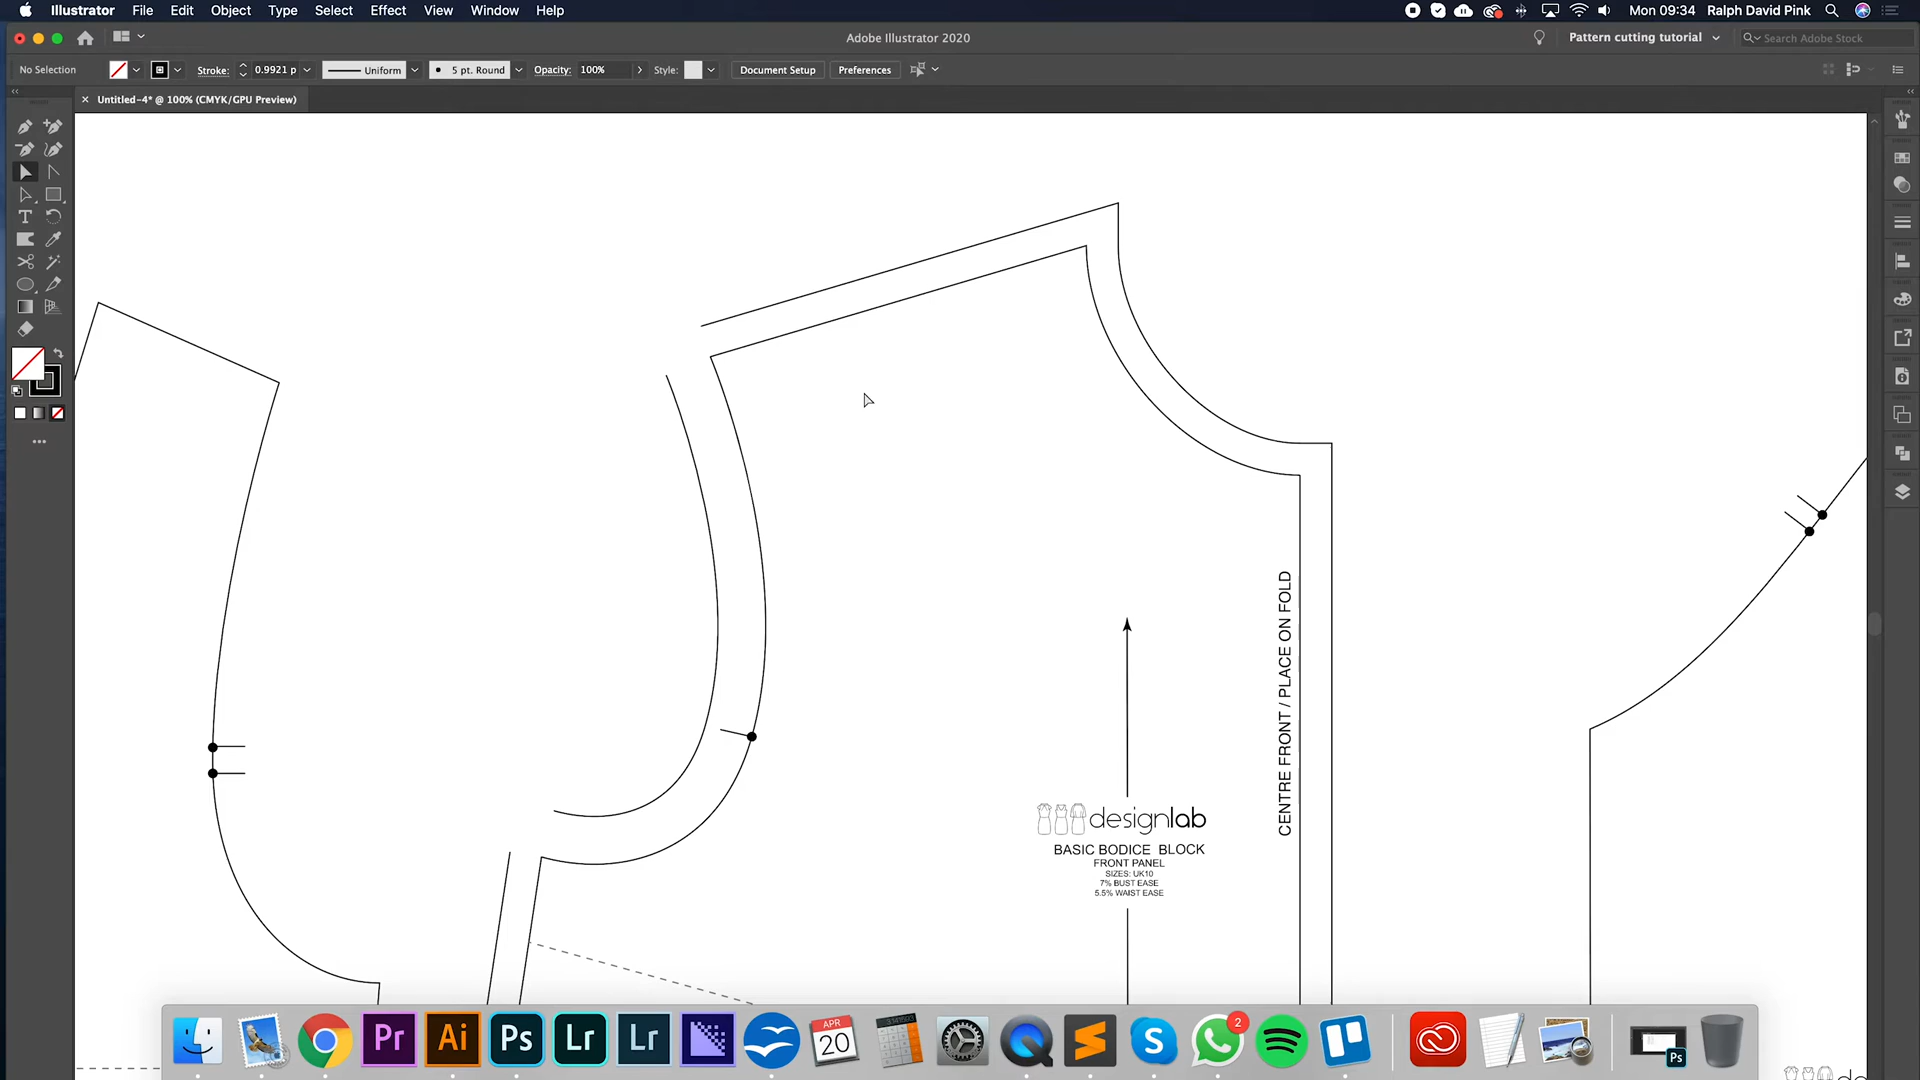 Illustrator File Edit Object Type Select Effect View Window Help
Mon 09:34 Ralph David Pink
Adobe Illustrator 2020
Pattern cutting tutorial
Search Adobe Stock
No Selection
Stroke: 0.9921 p
Uniform
5 pt. Round
Opacity: 100%
Style:
Document Setup
Preferences
Untitled-4* @ 100% (CMYK/GPU Preview)
CENTRE FRONT / PLACE ON FOLD
designlab
BASIC BODICE BLOCK
FRONT PANEL
SIZES: UK10
7% BUST EASE
5.5% WAIST EASE
Pr
Ai
Ps
Lr
Lr
APR
20
2
Ps